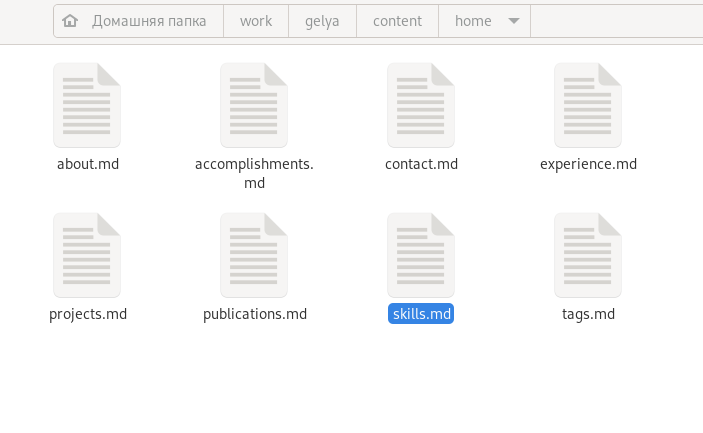 Домашняя папка work gelya content home
about.md accomplishments. contact.md experience.md
md
projects.md publications.md skills.md tags.md